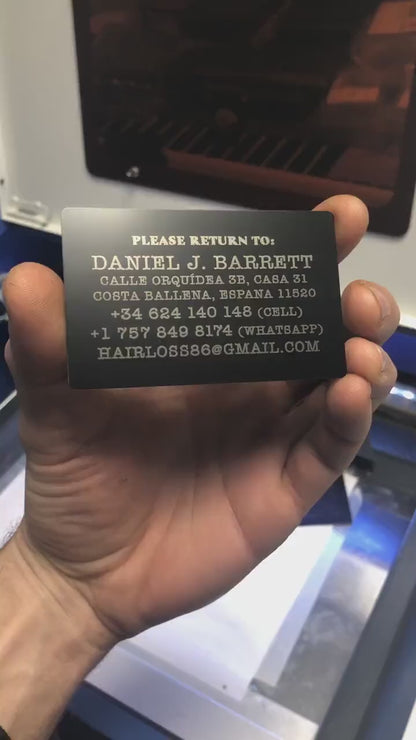 PLEASE RETURN TO:
DANIEL J. BARRETT
CALLE ORQUÍDEA 3B, CASA 31
COSTA BALLENA, ESPANA 11520
+34 624 140 148 (CELL)
+1 757 849 8174 (WHATSAPP)
HAIRLOSS86@GMAIL.COM